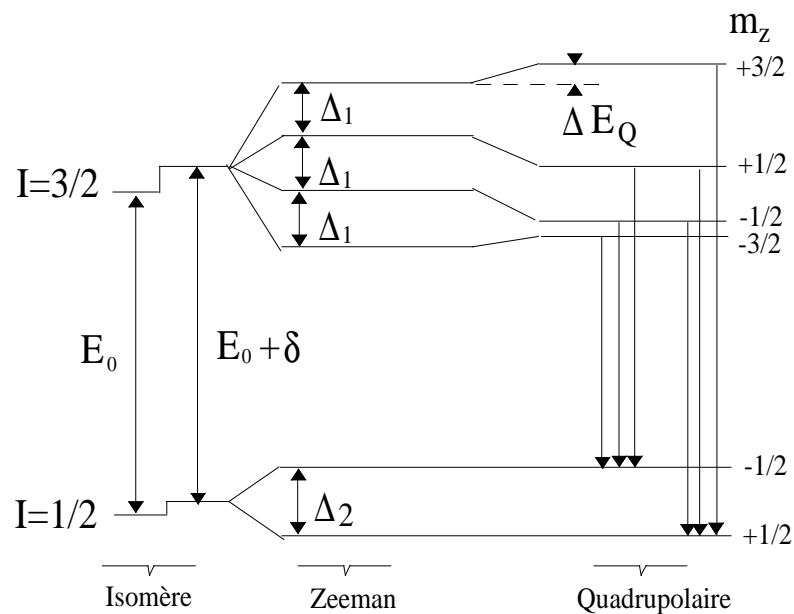 m_z
+3/2
Δ₁
Δ E_Q
Δ₁
+1/2
I=3/2
-1/2
Δ₁
-3/2
E₀
E₀ +δ
-1/2
Δ₂
I=1/2
+1/2
Isomère
Zeeman
Quadrupolaire